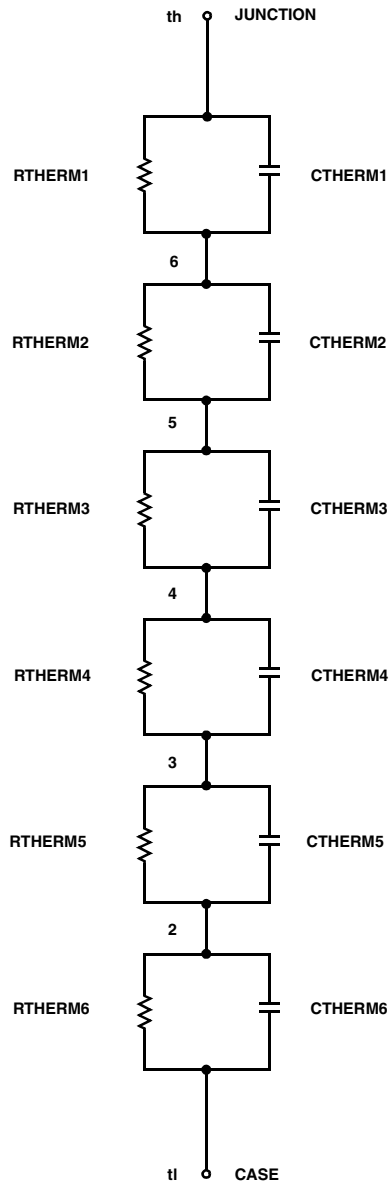 th JUNCTION
RTHERM1 CTHERM1
6
RTHERM2 CTHERM2
5
RTHERM3 CTHERM3
4
RTHERM4 CTHERM4
3
RTHERM5 CTHERM5
2
RTHERM6 CTHERM6
tl CASE